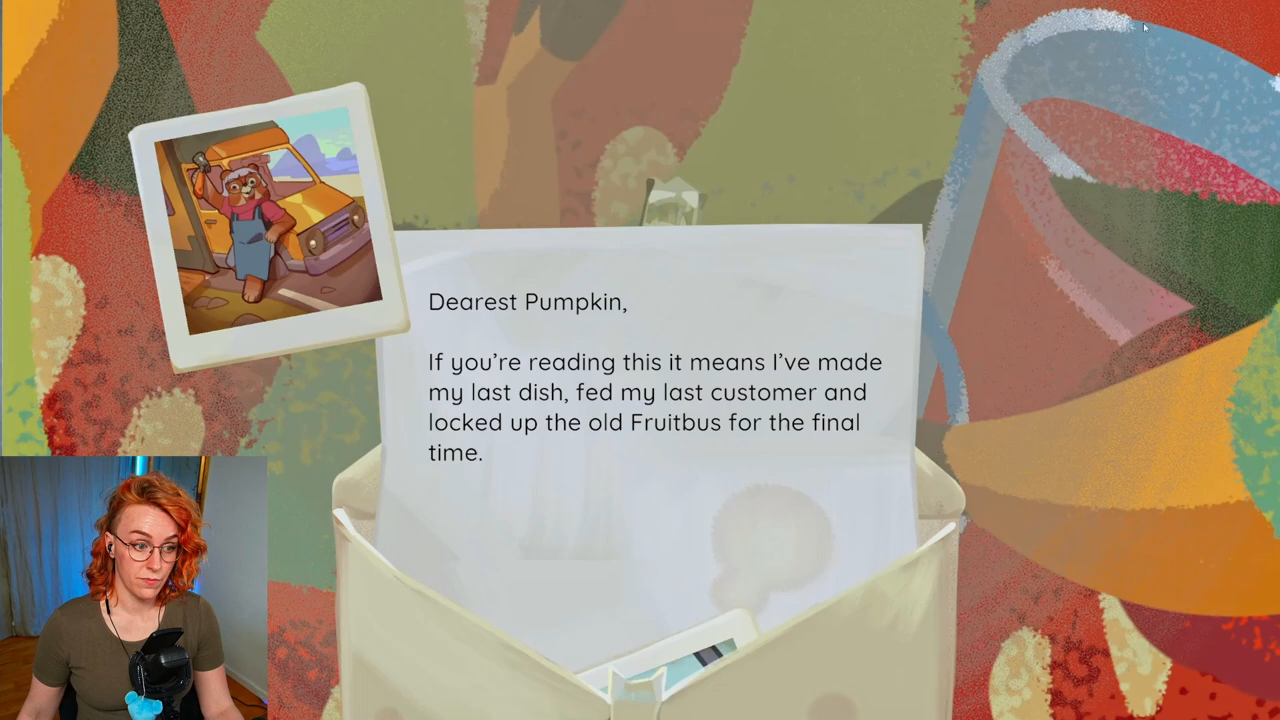 Dearest Pumpkin,
If you’re reading this it means I’ve made
my last dish, fed my last customer and
locked up the old Fruitbus for the final
time.